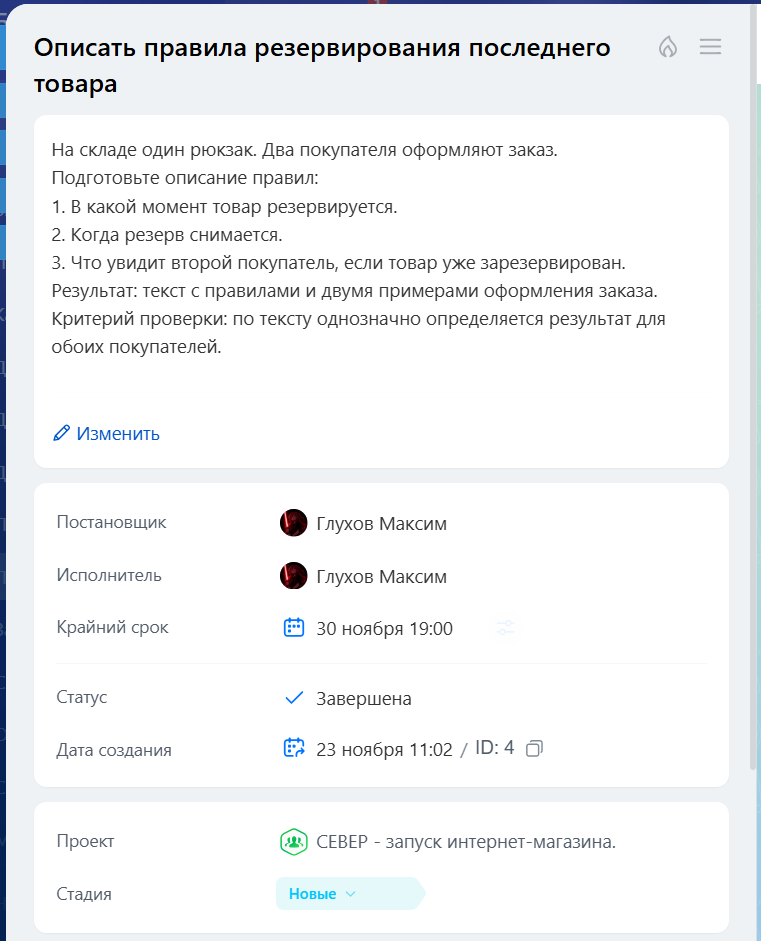 Описать правила резервирования последнего
товара
На складе один рюкзак. Два покупателя оформляют заказ.
Подготовьте описание правил:
1. В какой момент товар резервируется.
2. Когда резерв снимается.
3. Что увидит второй покупатель, если товар уже зарезервирован.
Результат: текст с правилами и двумя примерами оформления заказа.
Критерий проверки: по тексту однозначно определяется результат для
обоих покупателей.
Изменить
Постановщик Глухов Максим
Исполнитель Глухов Максим
Крайний срок 30 ноября 19:00
Статус Завершена
Дата создания 23 ноября 11:02 / ID: 4
Проект СЕВЕР - запуск интернет-магазина.
Стадия Новые